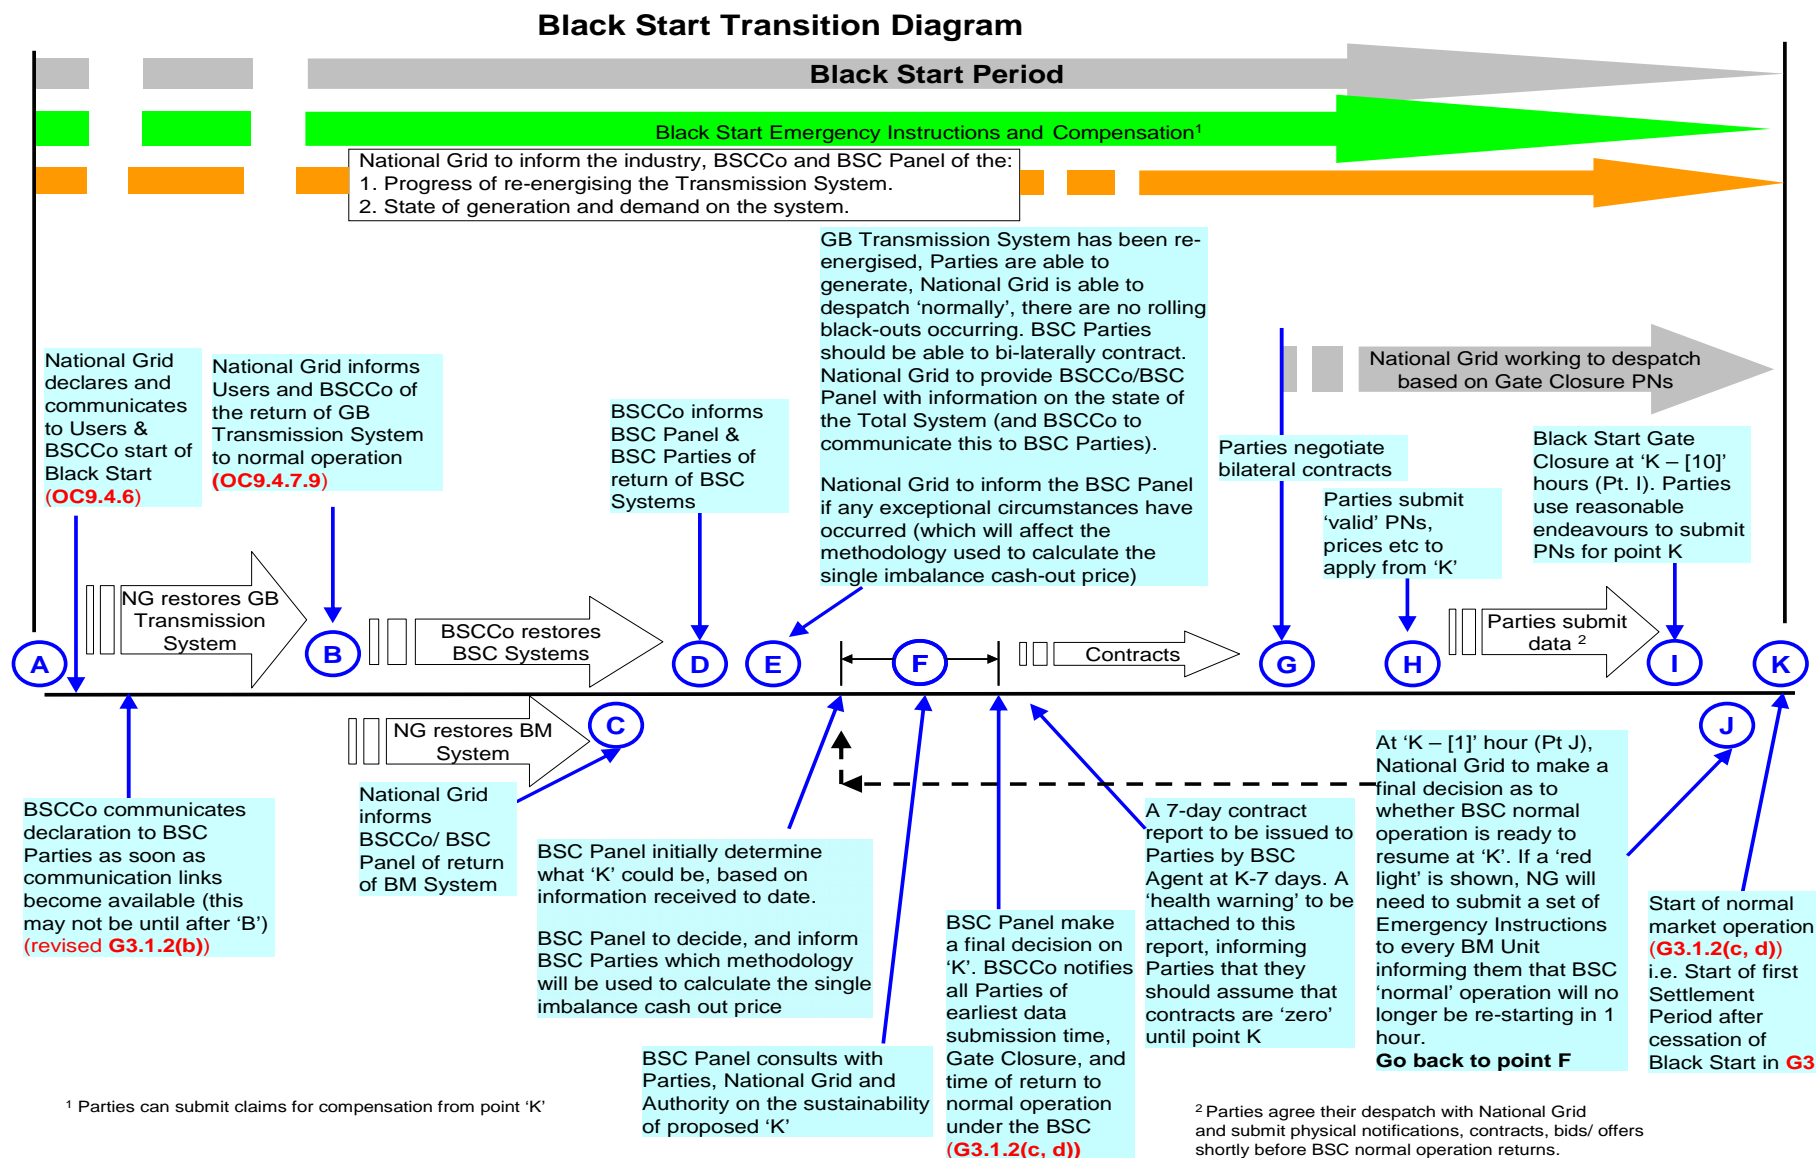 Black Start Transition Diagram
Black Start Period
Black Start Emergency Instructions and Compensation¹
National Grid to inform the industry, BSCCo and BSC Panel of the:
1. Progress of re-energising the Transmission System.
2. State of generation and demand on the system.
GB Transmission System has been re-
energised, Parties are able to
generate, National Grid is able to
despatch ‘normally’, there are no rolling
black-outs occurring. BSC Parties
should be able to bi-laterally contract.
National Grid to provide BSCCo/BSC
Panel with information on the state of
the Total System (and BSCCo to
communicate this to BSC Parties).
National Grid to inform the BSC Panel
if any exceptional circumstances have
occurred (which will affect the
methodology used to calculate the
single imbalance cash-out price)
National Grid
declares and
communicates
to Users &
BSCCo start of
Black Start
(OC9.4.6)
National Grid informs
Users and BSCCo of
the return of GB
Transmission System
to normal operation
(OC9.4.7.9)
BSCCo informs
BSC Panel &
BSC Parties of
return of BSC
Systems
National Grid working to despatch
based on Gate Closure PNs
Parties negotiate
bilateral contracts
Parties submit
‘valid’ PNs,
prices etc to
apply from ‘K’
Black Start Gate
Closure at ‘K – [10]’
hours (Pt. I). Parties
use reasonable
endeavours to submit
PNs for point K
A
NG restores GB
Transmission
System
B
BSCCo restores
BSC Systems
D
E
F
Contracts
G
H
Parties submit
data ²
I
K
NG restores BM
System
C
J
BSCCo communicates
declaration to BSC
Parties as soon as
communication links
become available (this
may not be until after ‘B’)
(revised G3.1.2(b))
National Grid
informs
BSCCo/ BSC
Panel of return
of BM System
BSC Panel initially determine
what ‘K’ could be, based on
information received to date.
BSC Panel to decide, and inform
BSC Parties which methodology
will be used to calculate the single
imbalance cash out price
BSC Panel consults with
Parties, National Grid and
Authority on the sustainability
of proposed ‘K’
BSC Panel make
a final decision on
‘K’. BSCCo notifies
all Parties of
earliest data
submission time,
Gate Closure, and
time of return to
normal operation
under the BSC
(G3.1.2(c, d))
A 7-day contract
report to be issued to
Parties by BSC
Agent at K-7 days. A
‘health warning’ to be
attached to this
report, informing
Parties that they
should assume that
contracts are ‘zero’
until point K
At ‘K – [1]’ hour (Pt J),
National Grid to make a
final decision as to
whether BSC normal
operation is ready to
resume at ‘K’. If a ‘red
light’ is shown, NG will
need to submit a set of
Emergency Instructions
to every BM Unit
informing them that BSC
‘normal’ operation will no
longer be re-starting in 1
hour.
Go back to point F
Start of normal
market operation
(G3.1.2(c, d))
i.e. Start of first
Settlement
Period after
cessation of
Black Start in G3
¹ Parties can submit claims for compensation from point ‘K’
² Parties agree their despatch with National Grid
and submit physical notifications, contracts, bids/ offers
shortly before BSC normal operation returns.